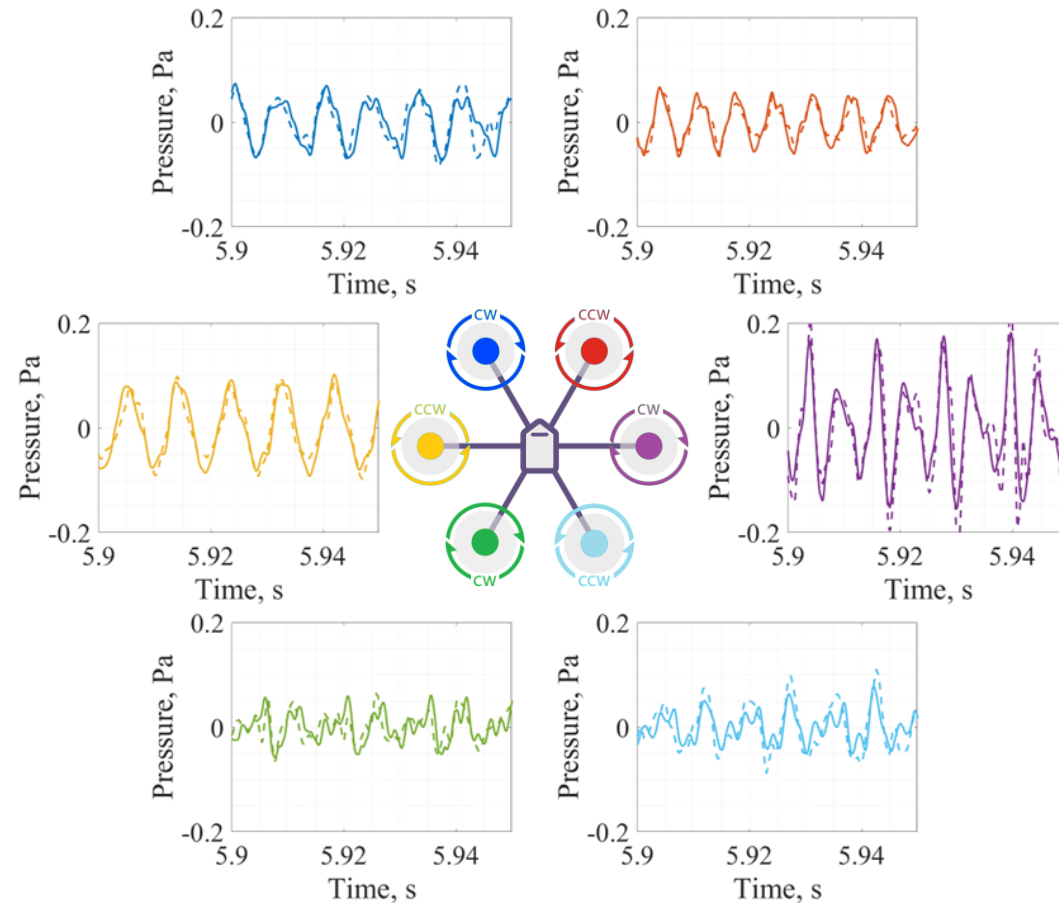 0.2
0
-0.2
Pressure, Pa
5.9 5.92 5.94
Time, s
0.2
0
-0.2
Pressure, Pa
5.9 5.92 5.94
Time, s
0.2
0
-0.2
Pressure, Pa
5.9 5.92 5.94
Time, s
CW
CCW
CCW
CW
CW
CCW
0.2
0
-0.2
Pressure, Pa
5.9 5.92 5.94
Time, s
0.2
0
-0.2
Pressure, Pa
5.9 5.92 5.94
Time, s
0.2
0
-0.2
Pressure, Pa
5.9 5.92 5.94
Time, s